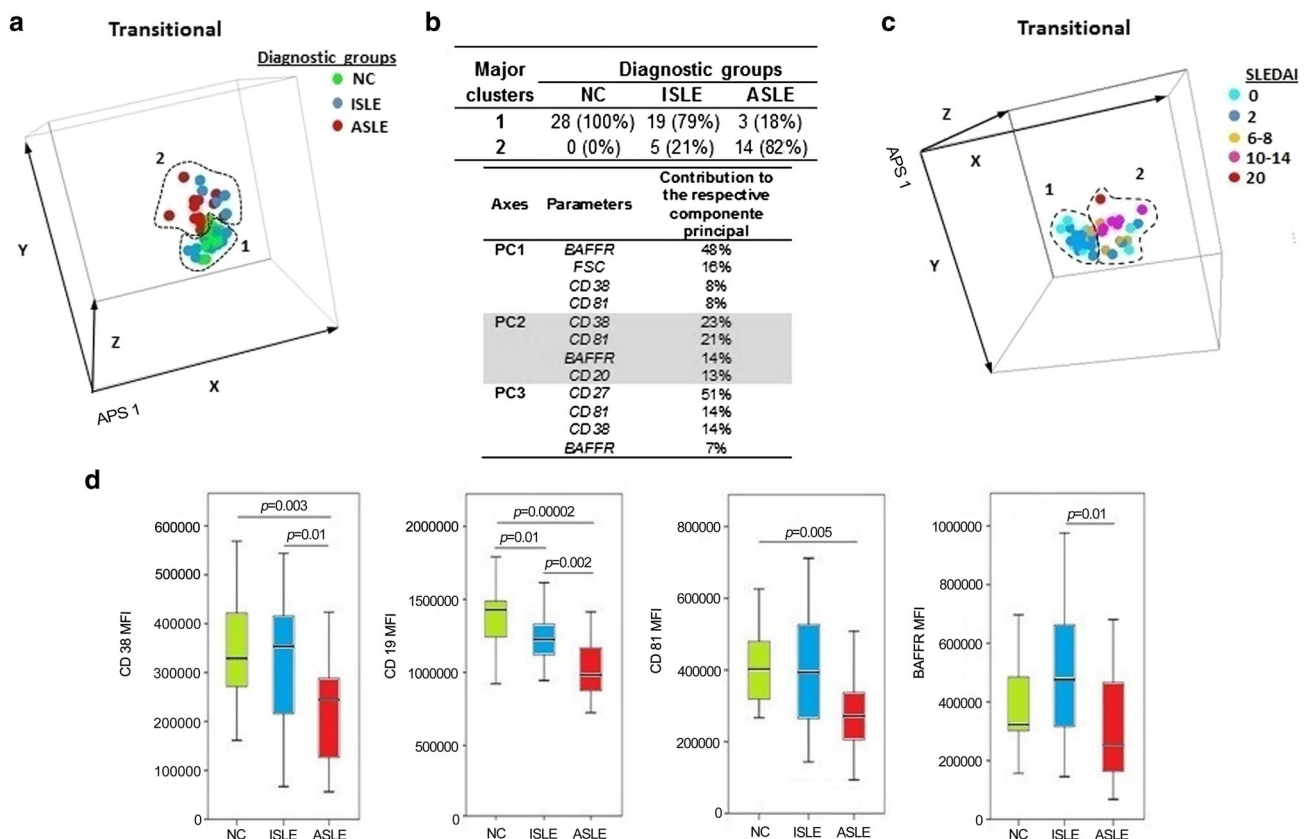 a
Transitional
Diagnostic groups
NC
ISLE
ASLE
2
1
Y
Z
X
APS 1
b
Major clusters Diagnostic groups
NC ISLE ASLE
1 28 (100%) 19 (79%) 3 (18%)
2 0 (0%) 5 (21%) 14 (82%)
Axes Parameters Contribution to
the respective
componente
principal
PC1 BAFFR 48%
FSC 16%
CD38 8%
CD81 8%
PC2 CD38 23%
CD81 21%
BAFFR 14%
CD20 13%
PC3 CD27 51%
CD81 14%
CD38 14%
BAFFR 7%
c
Transitional
SLEDAI
0
2
6-8
10-14
20
Z
X
APS 1
1
2
Y
d
CD 38 MFI
600000
500000
400000
300000
200000
100000
0
p=0.003
p=0.01
NC ISLE ASLE
CD 19 MFI
2000000
1500000
1000000
500000
0
p=0.00002
p=0.01
p=0.002
NC ISLE ASLE
CD 81 MFI
800000
600000
400000
200000
0
p=0.005
NC ISLE ASLE
BAFFR MFI
1000000
800000
600000
400000
200000
0
p=0.01
NC ISLE ASLE